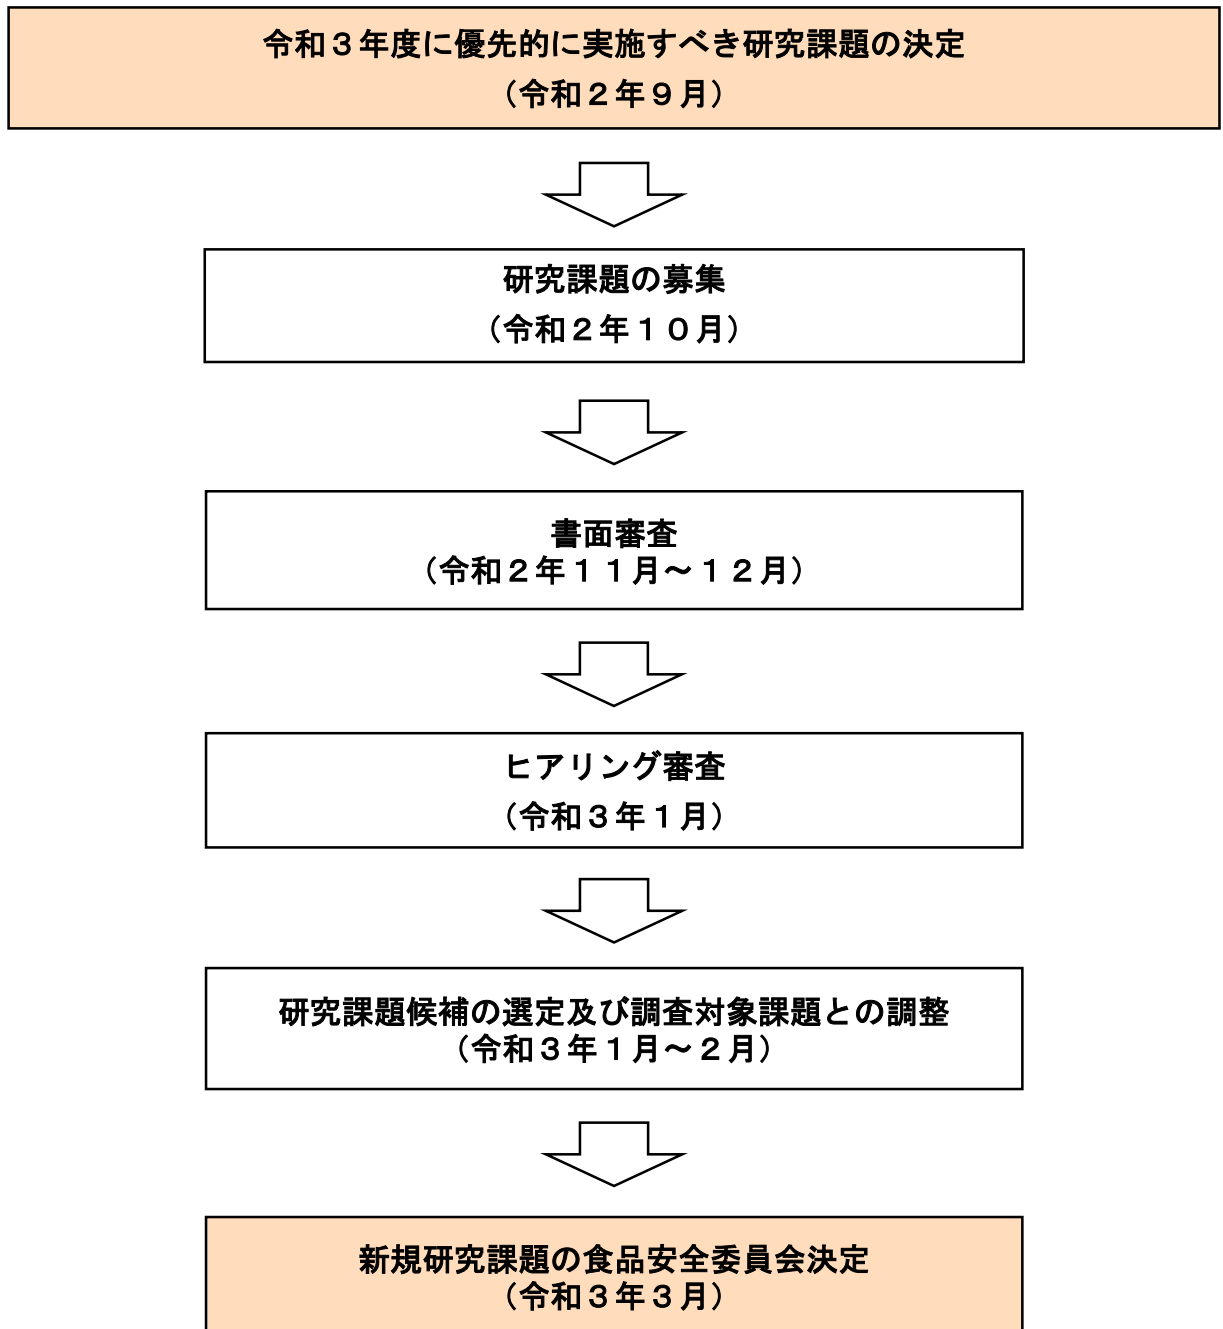 令和３年度に優先的に実施すべき研究課題の決定
（令和２年９月）
研究課題の募集
（令和２年１０月）
書面審査
（令和２年１１月～１２月）
ヒアリング審査
（令和３年１月）
研究課題候補の選定及び調査対象課題との調整
（令和３年１月～２月）
新規研究課題の食品安全委員会決定
（令和３年３月）